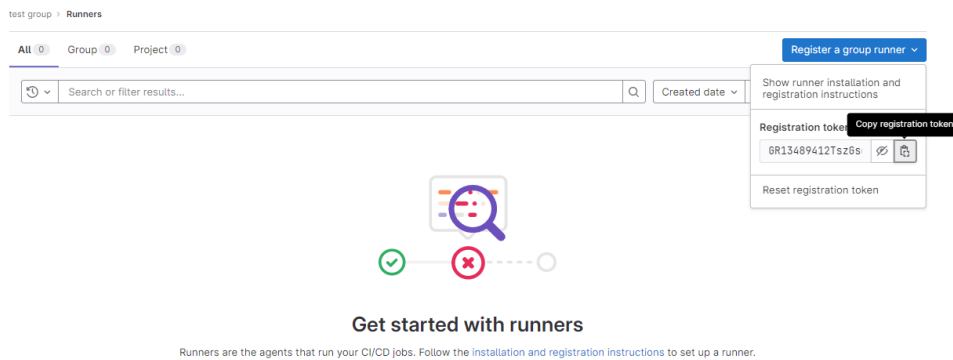 test group > Runners
All 0 Group 0 Project 0
Register a group runner
Search or filter results...
Created date
Show runner installation and
registration instructions
Registration token
Copy registration token
GR13489412TszGs
Reset registration token
Get started with runners
Runners are the agents that run your CI/CD jobs. Follow the installation and registration instructions to set up a runner.